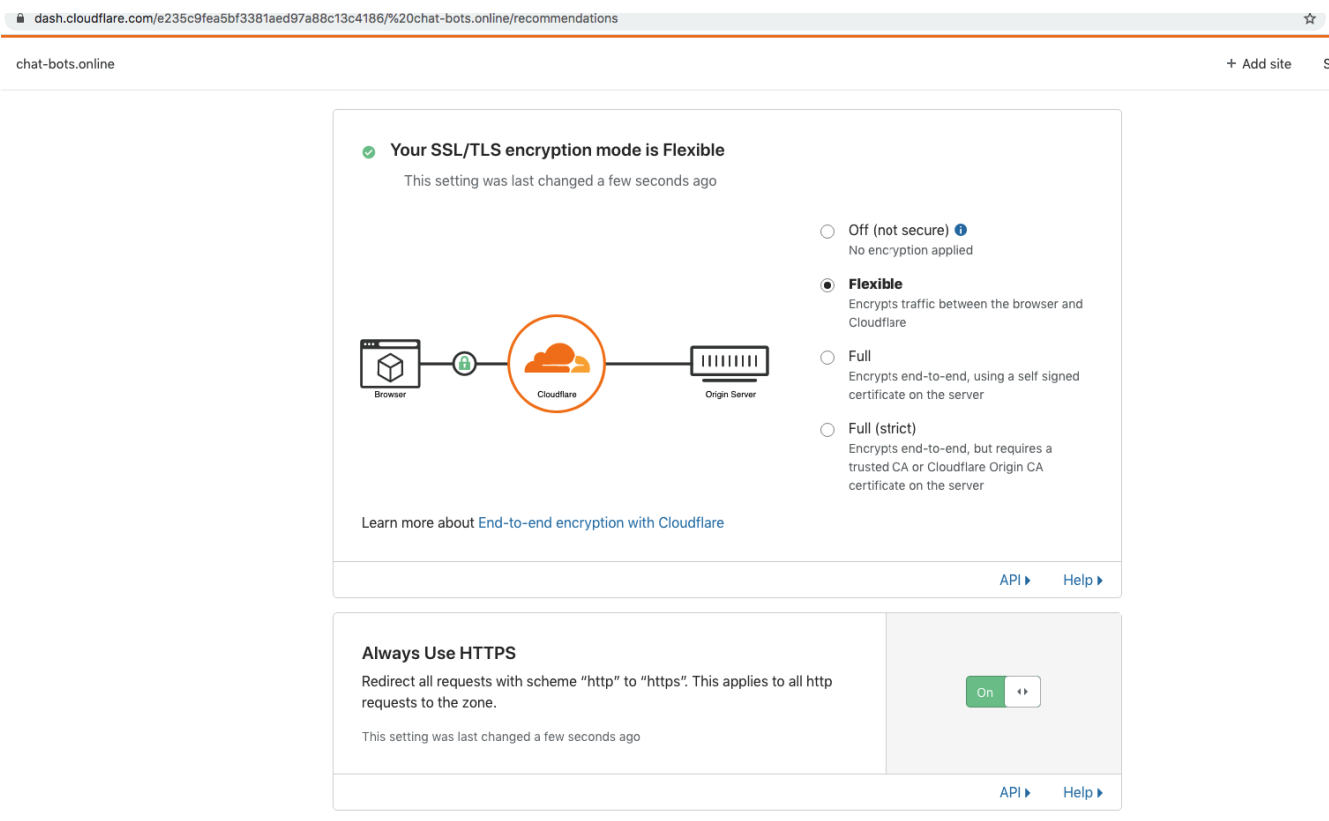 dash.cloudflare.com/e235c9fea5bf3381aed97a88c13c4186/%20chat-bots.online/recommendations
chat-bots.online
+ Add site
S
Your SSL/TLS encryption mode is Flexible
This setting was last changed a few seconds ago
Off (not secure)
No encryption applied
Flexible
Encrypts traffic between the browser and
Cloudflare
Full
Encrypts end-to-end, using a self signed
certificate on the server
Full (strict)
Encrypts end-to-end, but requires a
trusted CA or Cloudflare Origin CA
certificate on the server
Browser
Cloudflare
Origin Server
Learn more about End-to-end encryption with Cloudflare
API
Help
Always Use HTTPS
Redirect all requests with scheme “http” to “https”. This applies to all http
requests to the zone.
This setting was last changed a few seconds ago
On
API
Help